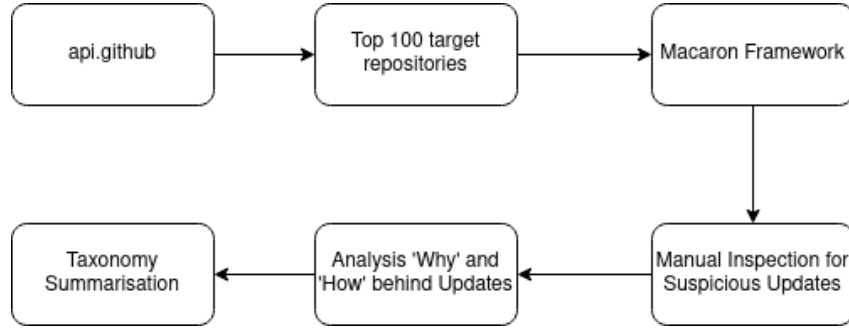 api.github
Top 100 target
repositories
Macaron Framework
Manual Inspection for
Suspicious Updates
Analysis 'Why' and
'How' behind Updates
Taxonomy
Summarisation